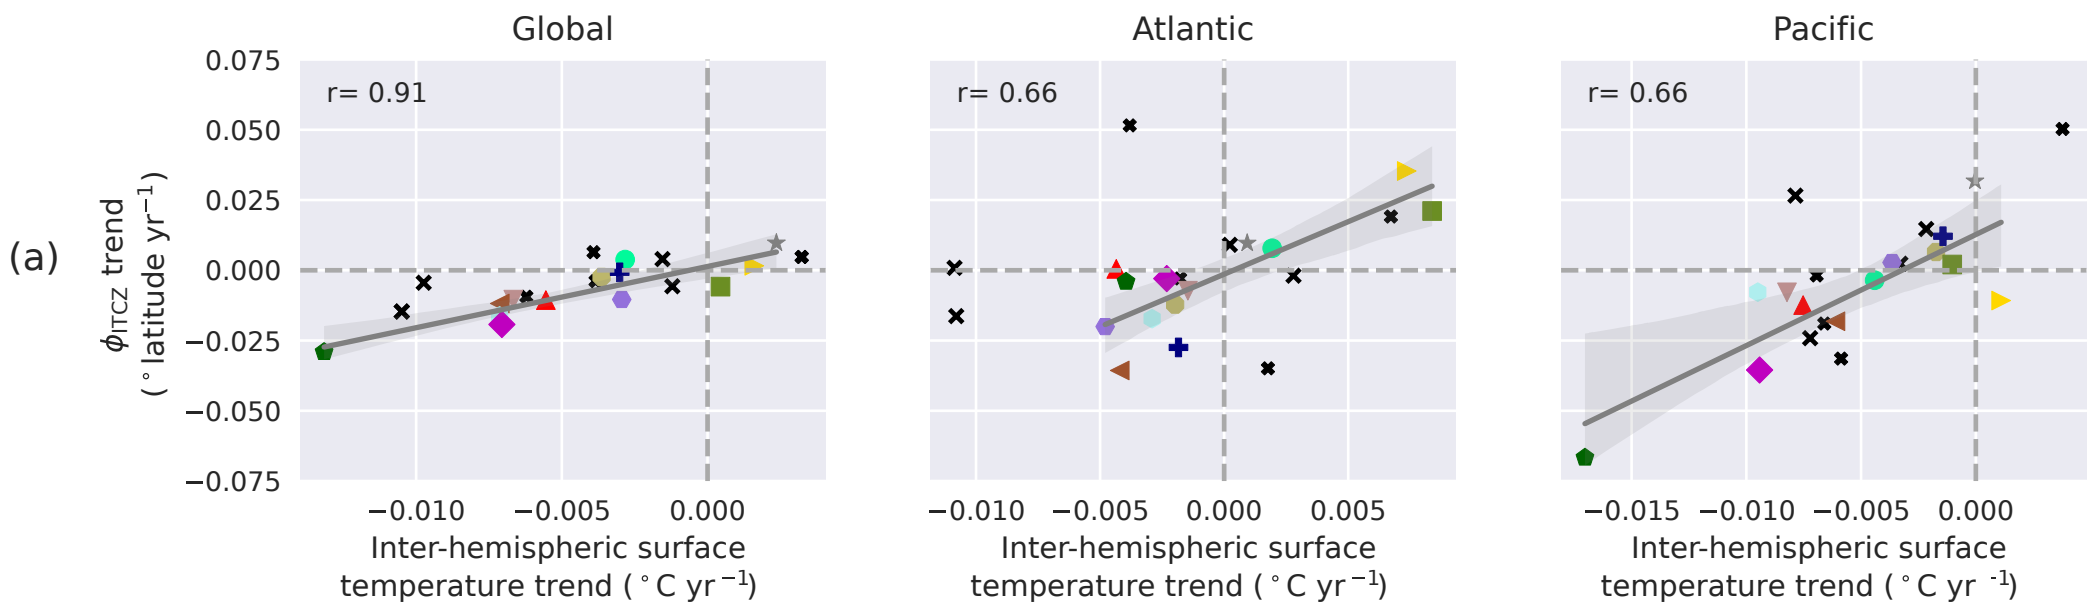 Global Atlantic Pacific
r= 0.91 r= 0.66 r= 0.66
(a)
ϕITCZ trend
(°latitude yr−1)
0.075
0.050
0.025
0.000
−0.025
−0.050
−0.075
−0.010 −0.005 0.000
−0.010 −0.005 0.000 0.005
−0.015 −0.010 −0.005 0.000
Inter-hemispheric surface
temperature trend (°C yr−1)
Inter-hemispheric surface
temperature trend (°C yr−1)
Inter-hemispheric surface
temperature trend (°C yr -1)